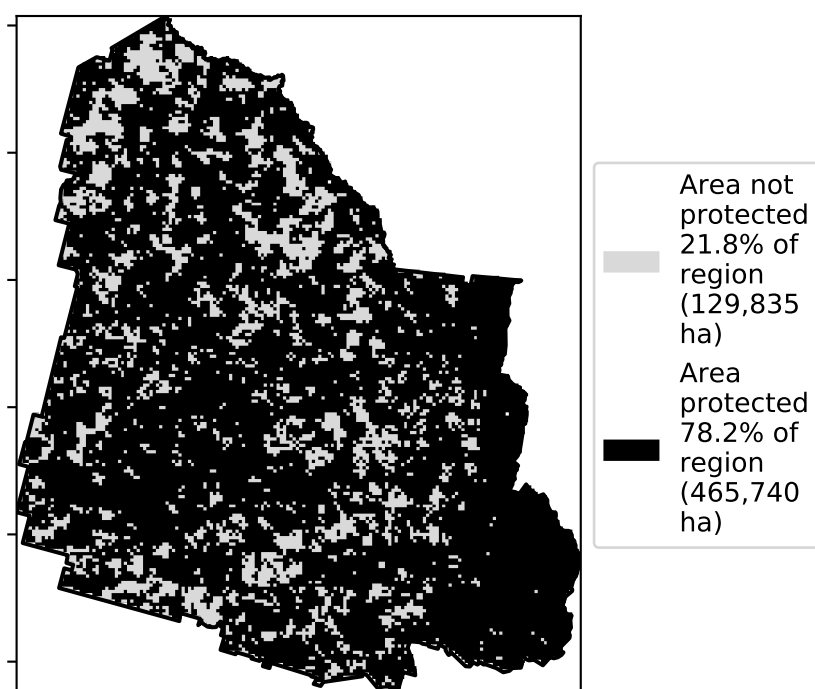 Area not
protected
21.8% of
region
(129,835
ha)
Area
protected
78.2% of
region
(465,740
ha)